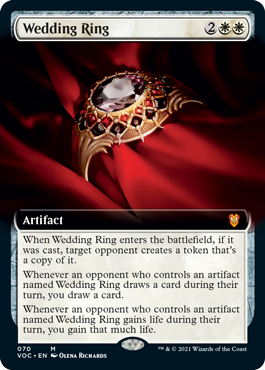 Wedding Ring 2
Artifact
When Wedding Ring enters the battlefield, if it
was cast, target opponent creates a token that's
a copy of it.
Whenever an opponent who controls an artifact
named Wedding Ring draws a card during their
turn, you draw a card.
Whenever an opponent who controls an artifact
named Wedding Ring gains life during their
turn, you gain that much life.
070 M
VOC • EN OLENA RICHARDS
™ & © 2021 Wizards of the Coast